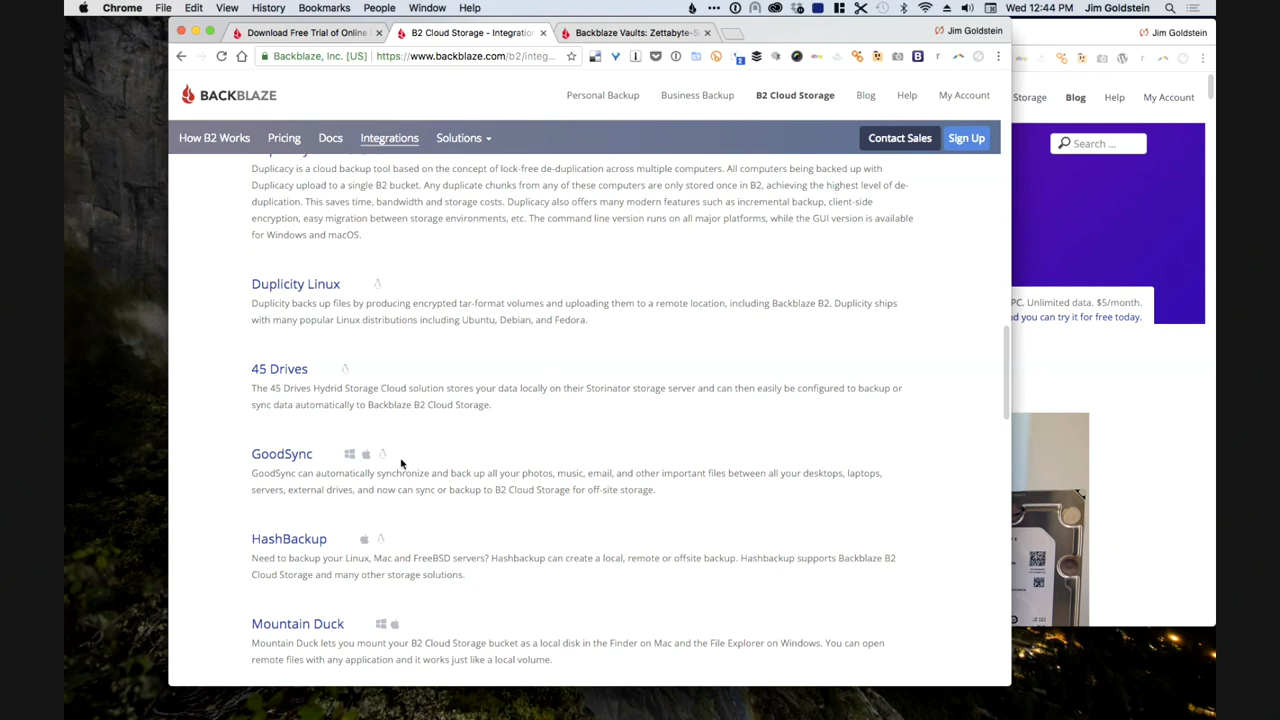 Chrome File Edit View History Bookmarks People Window Help
Wed 12:44 PM Jim Goldstein
Download Free Trial of Online
B2 Cloud Storage - Integration
Backblaze Vaults: Zettabyte-S
Jim Goldstein
Jim Goldstein
Backblaze, Inc. [US] https://www.backblaze.com/b2/integ...
BACKBLAZE
Personal Backup Business Backup B2 Cloud Storage Blog Help My Account
Storage Blog Help My Account
How B2 Works Pricing Docs Integrations Solutions Contact Sales Sign Up
Search ...
Duplicacy is a cloud backup tool based on the concept of lock-free de-duplication across multiple computers. All computers being backed up with
Duplicacy upload to a single B2 bucket. Any duplicate chunks from any of these computers are only stored once in B2, achieving the highest level of de-
duplication. This saves time, bandwidth and storage costs. Duplicacy also offers many modern features such as incremental backup, client-side
encryption, easy migration between storage environments, etc. The command line version runs on all major platforms, while the GUI version is available
for Windows and macOS.
Duplicity Linux
Duplicity backs up files by producing encrypted tar-format volumes and uploading them to a remote location, including Backblaze B2. Duplicity ships
with many popular Linux distributions including Ubuntu, Debian, and Fedora.
PC. Unlimited data. $5/month.
nd you can try it for free today.
45 Drives
The 45 Drives Hydrid Storage Cloud solution stores your data locally on their Storinator storage server and can then easily be configured to backup or
sync data automatically to Backblaze B2 Cloud Storage.
GoodSync
GoodSync can automatically synchronize and back up all your photos, music, email, and other important files between all your desktops, laptops,
servers, external drives, and now can sync or backup to B2 Cloud Storage for off-site storage.
HashBackup
Need to backup your Linux, Mac and FreeBSD servers? Hashbackup can create a local, remote or offsite backup. Hashbackup supports Backblaze B2
Cloud Storage and many other storage solutions.
Mountain Duck
Mountain Duck lets you mount your B2 Cloud Storage bucket as a local disk in the Finder on Mac and the File Explorer on Windows. You can open
remote files with any application and it works just like a local volume.